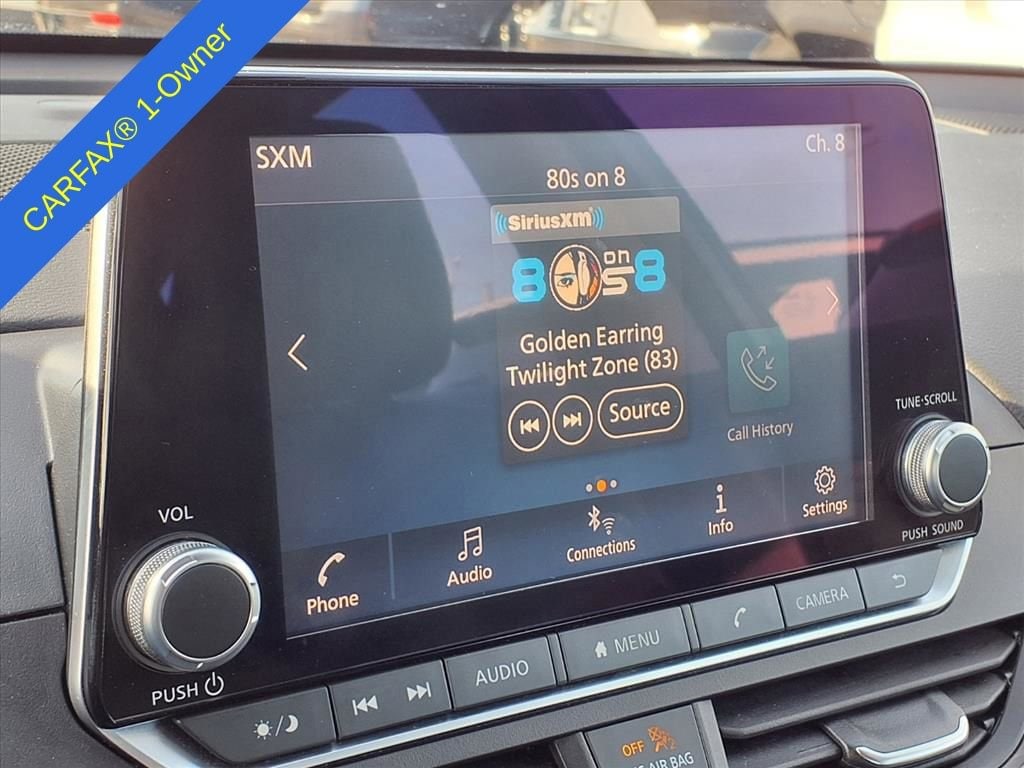 CARFAX® 1-Owner
SXM
Ch. 8
80s on 8
SiriusXM
80s on 8
Golden Earring
Twilight Zone (83)
Source
Call History
Phone
Audio
Connections
Info
Settings
VOL
PUSH
TUNE·SCROLL
PUSH SOUND
AUDIO
MENU
CAMERA
OFF
AIR BAG